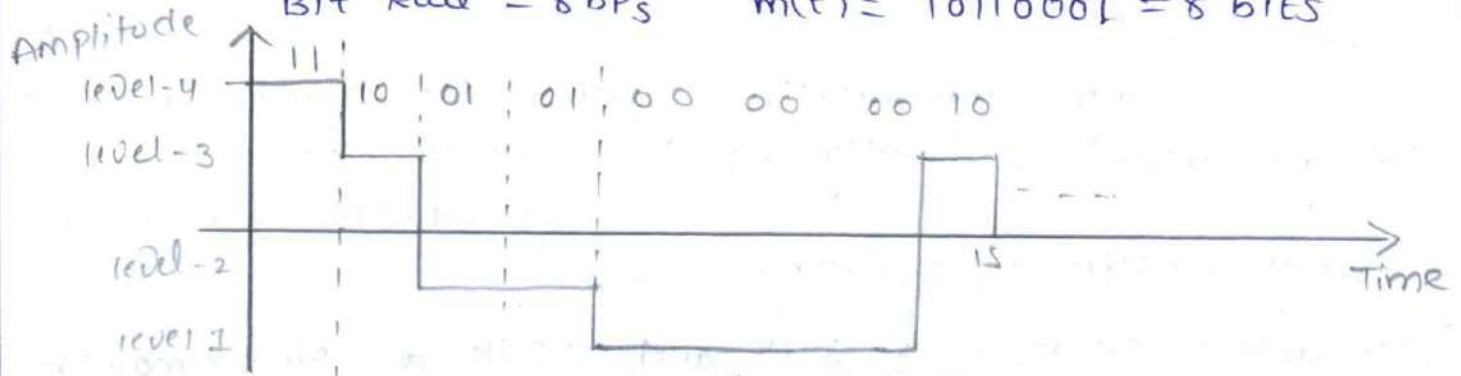 Bit Rate = 8 bps m(t) = 10110001 = 8 bits
Amplitude
11
level-4 10 01 01 00 00 00 10
level-3
level-2 1s
Time
level 1